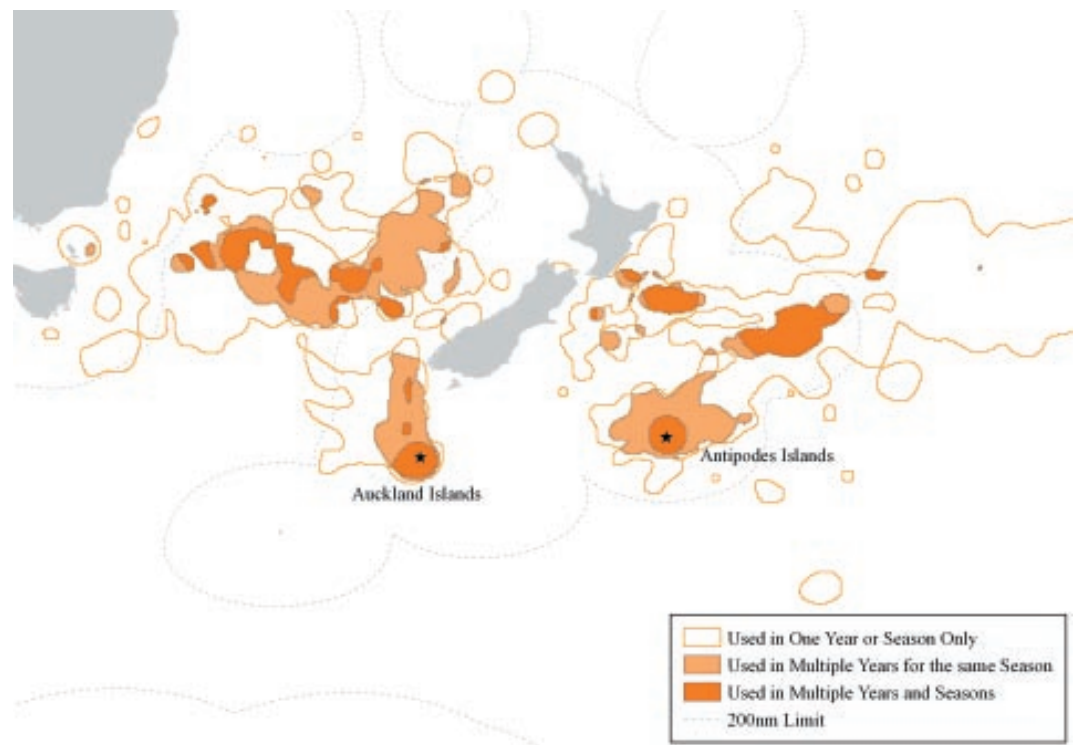 Antipodes Islands
Auckland Islands
Used in One Year or Season Only
Used in Multiple Years for the same Season
Used in Multiple Years and Seasons
200nm Limit